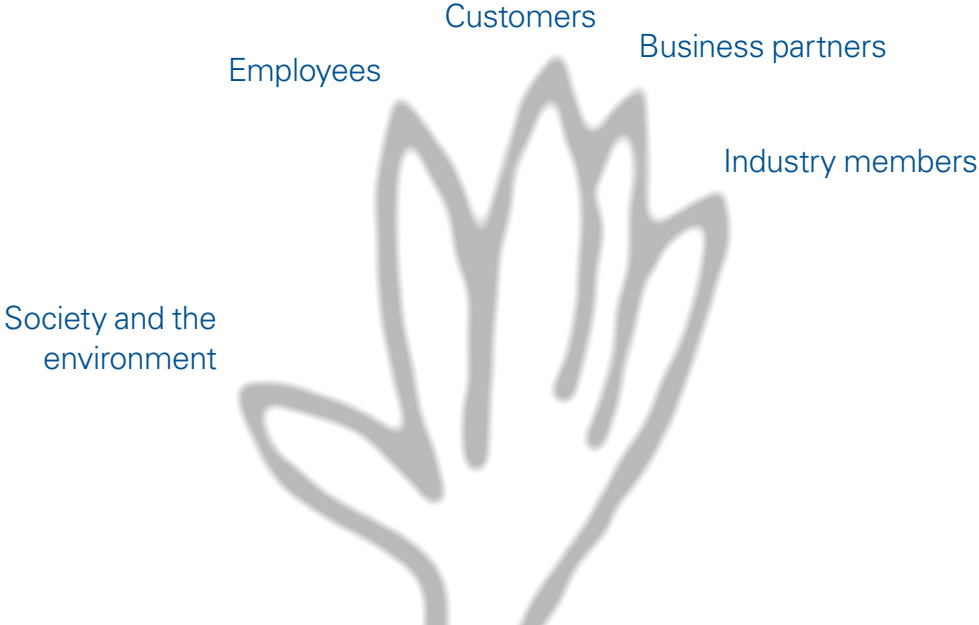 Customers
Business partners
Employees
Industry members
Society and the
environment